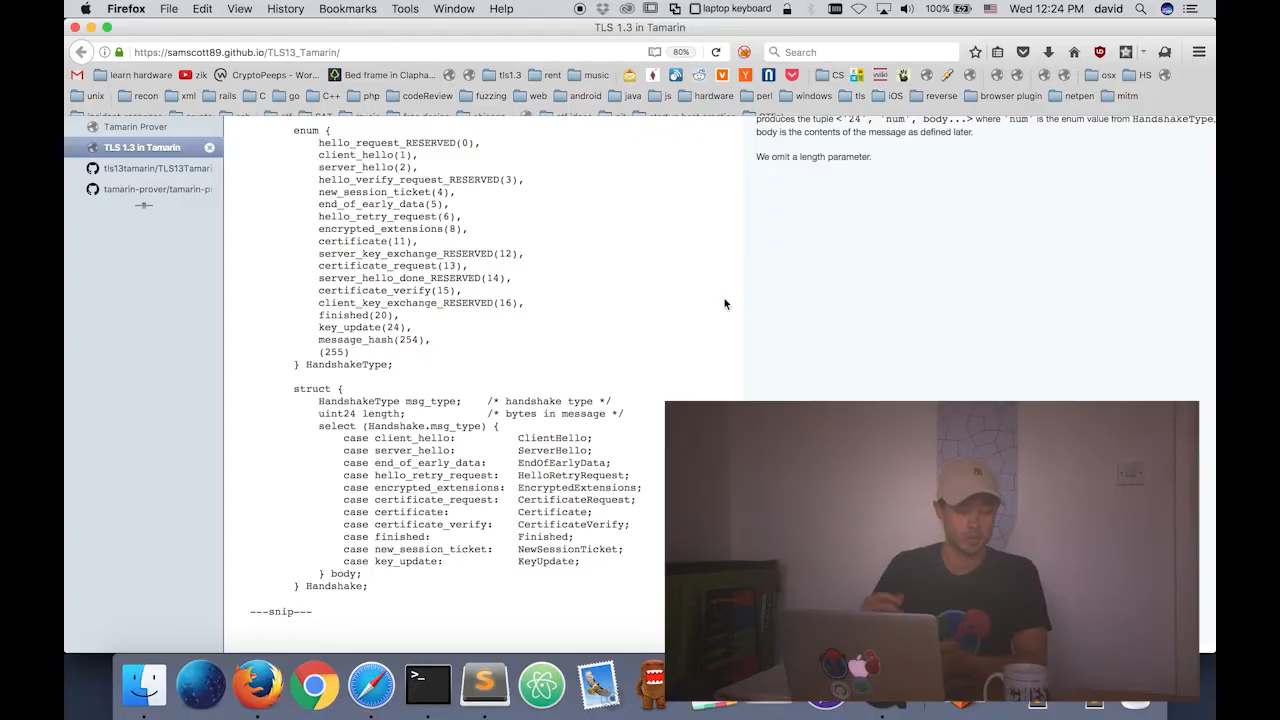 Firefox File Edit View History Bookmarks Tools Window Help
laptop keyboard
100%
Wed 12:24 PM david
TLS 1.3 in Tamarin
https://samscott89.github.io/TLS13_Tamarin/
80%
Search
learn hardware
zik
CryptoPeeps - Wor...
Bed frame in Clapha...
tls1.3
rent
music
CS
wiki
osx
HS
unix
recon
xml
rails
C
go
C++
php
codeReview
fuzzing
web
android
java
js
hardware
perl
windows
tls
iOS
reverse
browser plugin
netpen
mitm
Tamarin Prover
TLS 1.3 in Tamarin
tls13tamarin/TLS13Tamari
tamarin-prover/tamarin-p
enum {
hello_request_RESERVED(0),
client_hello(1),
server_hello(2),
hello_verify_request_RESERVED(3),
new_session_ticket(4),
end_of_early_data(5),
hello_retry_request(6),
encrypted_extensions(8),
certificate(11),
server_key_exchange_RESERVED(12),
certificate_request(13),
server_hello_done_RESERVED(14),
certificate_verify(15),
client_key_exchange_RESERVED(16),
finished(20),
key_update(24),
message_hash(254),
(255)
} HandshakeType;
struct {
HandshakeType msg_type; /* handshake type */
uint24 length; /* bytes in message */
select (Handshake.msg_type) {
case client_hello: ClientHello;
case server_hello: ServerHello;
case end_of_early_data: EndOfEarlyData;
case hello_retry_request: HelloRetryRequest;
case encrypted_extensions: EncryptedExtensions;
case certificate_request: CertificateRequest;
case certificate: Certificate;
case certificate_verify: CertificateVerify;
case finished: Finished;
case new_session_ticket: NewSessionTicket;
case key_update: KeyUpdate;
} body;
} Handshake;
---snip---
produces the tuple <'24', 'num', body...> where 'num' is the enum value from HandshakeType,
body is the contents of the message as defined later.
We omit a length parameter.